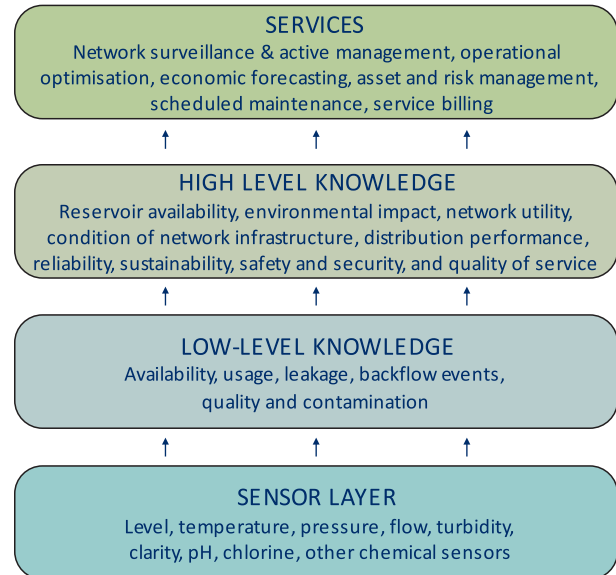 SERVICES
Network surveillance & active management, operational
optimisation, economic forecasting, asset and risk management,
scheduled maintenance, service billing
HIGH LEVEL KNOWLEDGE
Reservoir availability, environmental impact, network utility,
condition of network infrastructure, distribution performance,
reliability, sustainability, safety and security, and quality of service
LOW-LEVEL KNOWLEDGE
Availability, usage, leakage, backflow events,
quality and contamination
SENSOR LAYER
Level, temperature, pressure, flow, turbidity,
clarity, pH, chlorine, other chemical sensors